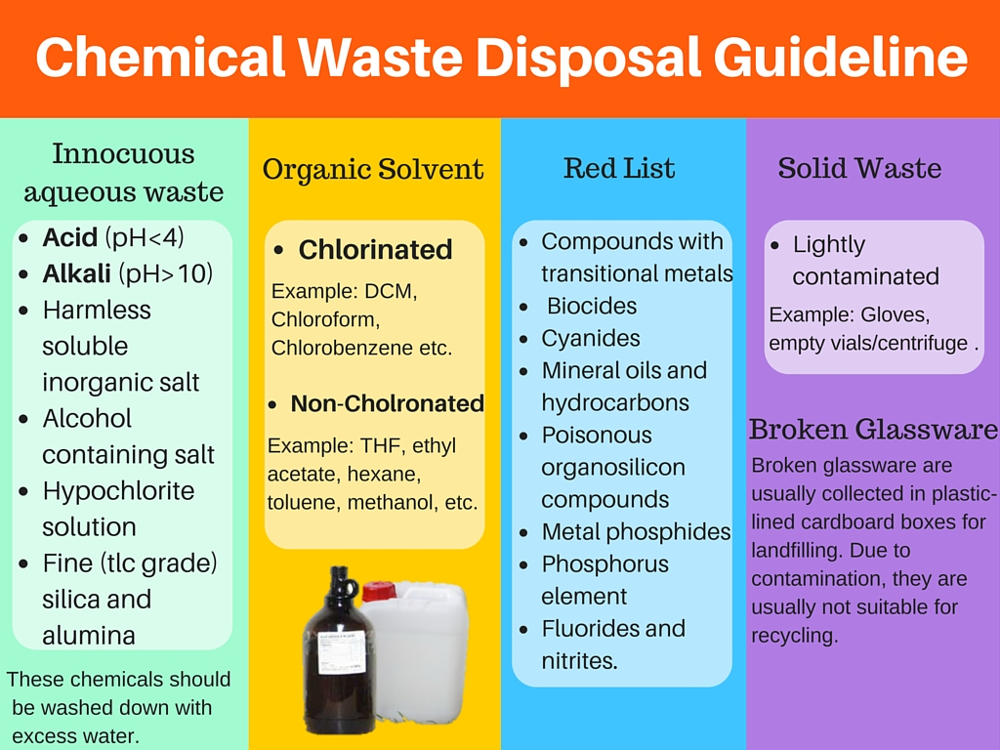 Chemical Waste Disposal Guideline
Innocuous
aqueous waste
• Acid (pH<4)
• Alkali (pH>10)
• Harmless
soluble
inorganic salt
• Alcohol
containing salt
• Hypochlorite
solution
• Fine (tlc grade)
silica and
alumina
These chemicals should
be washed down with
excess water.
Organic Solvent
• Chlorinated
Example: DCM,
Chloroform,
Chlorobenzene etc.
• Non-Cholronated
Example: THF, ethyl
acetate, hexane,
toluene, methanol, etc.
Red List
• Compounds with
transitional metals
• Biocides
• Cyanides
• Mineral oils and
hydrocarbons
• Poisonous
organosilicon
compounds
• Metal phosphides
• Phosphorus
element
• Fluorides and
nitrites.
Solid Waste
• Lightly
contaminated
Example: Gloves,
empty vials/centrifuge .
Broken Glassware
Broken glassware are
usually collected in plastic-
lined cardboard boxes for
landfilling. Due to
contamination, they are
usually not suitable for
recycling.